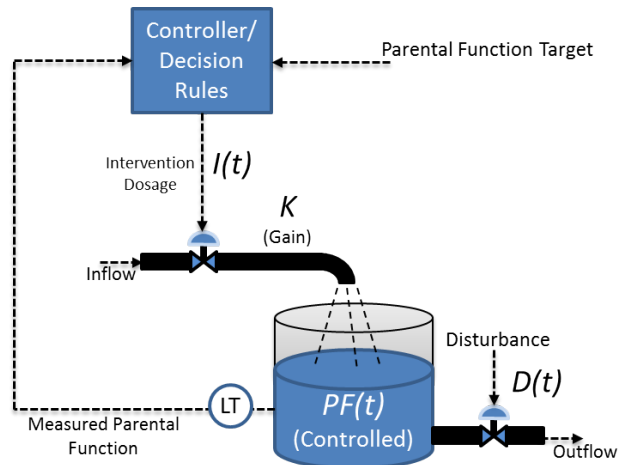 Controller/
Decision
Rules
Parental Function Target
Intervention
Dosage
I(t)
K
(Gain)
Inflow
Disturbance
D(t)
LT
PF(t)
(Controlled)
Measured Parental
Function
Outflow